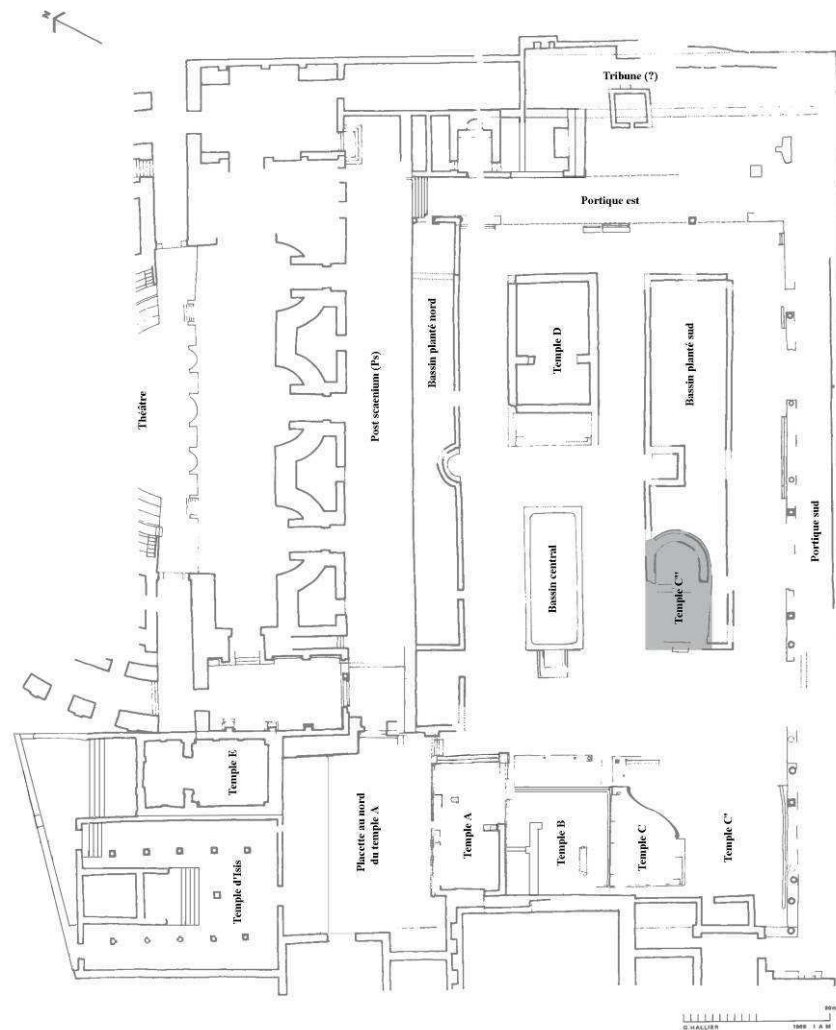 N
Tribune (?)
Portique est
Théâtre
Post scaenium (Ps)
Bassin planté nord
Temple D
Bassin planté sud
Portique sud
Bassin central
Temple C"
Temple E
Temple d'Isis
Placette au nord
du temple A
Temple A
Temple B
Temple C
Temple C'
G. HALLIER